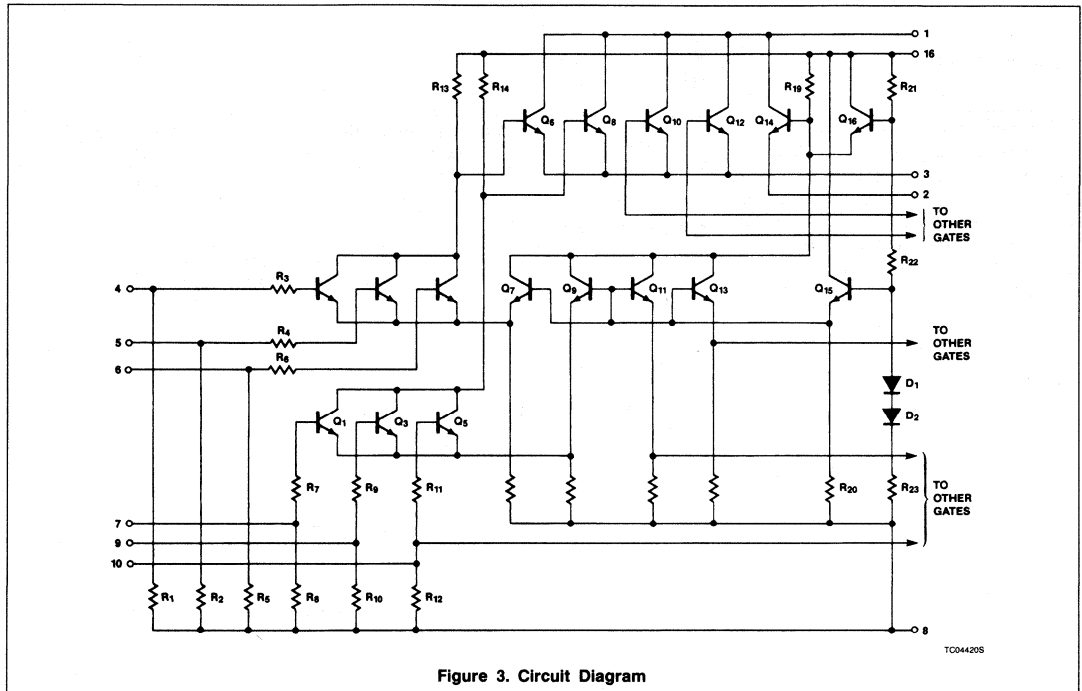 1
16
R13
R14
R19
R21
Q6
Q8
Q10
Q12
Q14
Q16
3
2
TO
OTHER
GATES
R22
4
R3
Q7
Q9
Q11
Q13
Q15
5
R4
TO
OTHER
GATES
6
R6
D1
Q1
Q3
Q5
D2
R7
R9
R11
R20
R23
TO
OTHER
GATES
7
9
10
R1
R2
R5
R8
R10
R12
8
TC04420S
Figure 3. Circuit Diagram